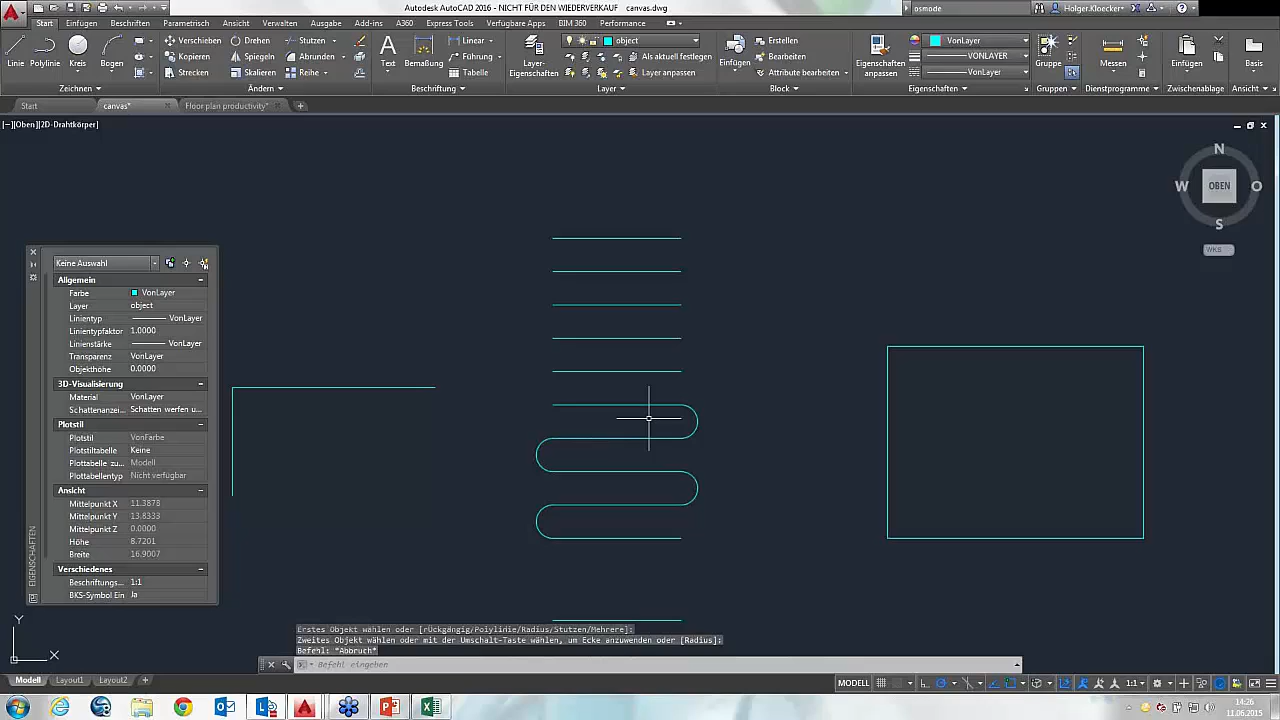 Autodesk AutoCAD 2016 - NICHT FÜR DEN WIEDERVERKAUF canvas.dwg
osmode
Holger.Kloecker
Start Einfügen Beschriften Parametrisch Ansicht Verwalten Ausgabe Add-ins A360 Express Tools Verfügbare Apps BIM 360 Performance
Linie Polylinie Kreis Bogen
Verschieben Drehen Stutzen
Kopieren Spiegeln Abrunden
Strecken Skalieren Reihe
Text Bemaßung
Linear
Führung
Tabelle
Layer-
Eigenschaften
object
Als aktuell festlegen
Layer anpassen
Einfügen
Erstellen
Bearbeiten
Attribute bearbeiten
Eigenschaften
anpassen
VonLayer
VONLAYER
VonLayer
Gruppe
Messen
Einfügen
Basis
Zeichnen Ändern Beschriftung Layer Block Eigenschaften Gruppen Dienstprogramme Zwischenablage Ansicht
Start canvas* Floor plan productivity*
[−][Oben][2D-Drahtkörper]
N
W OBEN O
S
WKS
Keine Auswahl
Allgemein
Farbe VonLayer
Layer object
Linientyp VonLayer
Linientypfaktor 1.0000
Linienstärke VonLayer
Transparenz VonLayer
Objekthöhe 0.0000
3D-Visualisierung
Material VonLayer
Schattenanzei... Schatten werfen u...
Plotstil
Plotstil VonFarbe
Plotstiltabelle Keine
Plottabelle zu... Modell
Plottabellentyp Nicht verfügbar
Ansicht
Mittelpunkt X 11.3878
Mittelpunkt Y 13.8333
Mittelpunkt Z 0.0000
Höhe 8.7201
Breite 16.9007
Verschiedenes
Beschriftungs... 1:1
BKS-Symbol Ein Ja
EIGENSCHAFTEN
Y
X
Erstes Objekt wählen oder [rÜckgängig/Polylinie/Radius/Stutzen/Mehrere]:
Zweites Objekt wählen oder mit der Umschalt-Taste wählen, um Ecke anzuwenden oder [Radius]:
Befehl: *Abbruch*
Befehl eingeben
Modell Layout1 Layout2
MODELL
1:1
14:26
11.06.2015